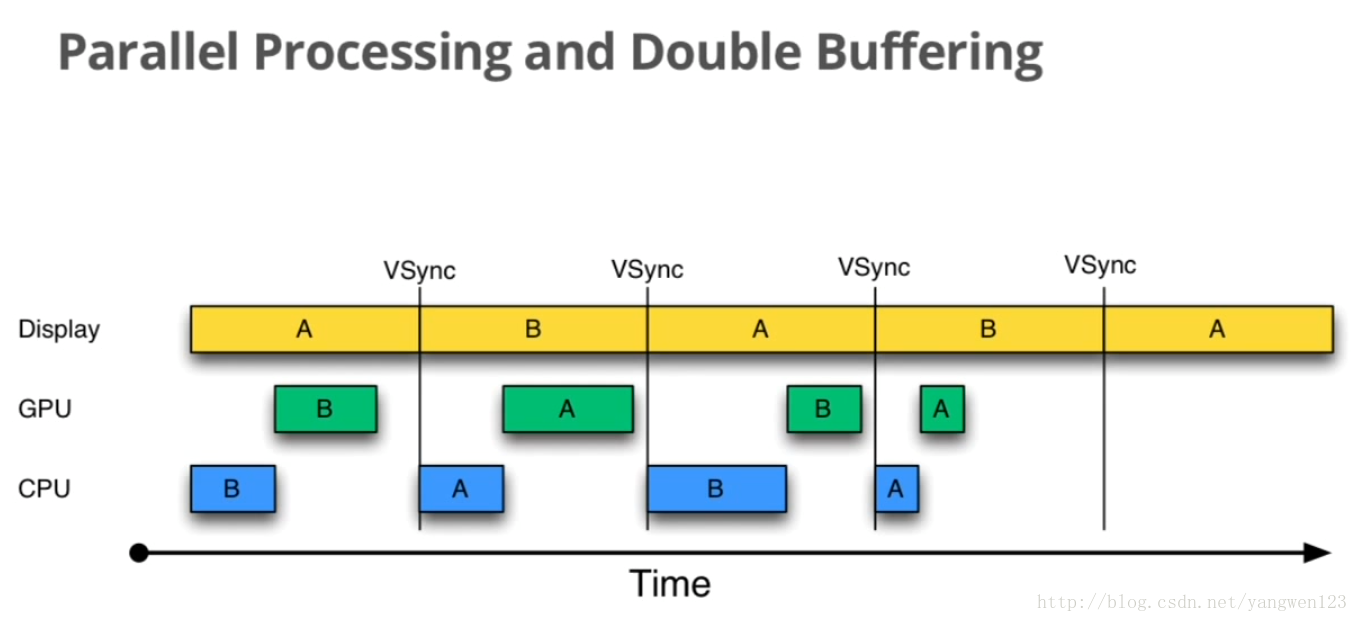 Parallel Processing and Double Buffering
VSync VSync VSync VSync
Display A B A B A
GPU B A B A
CPU B A B A
Time
http://blog.csdn.net/yangwen123